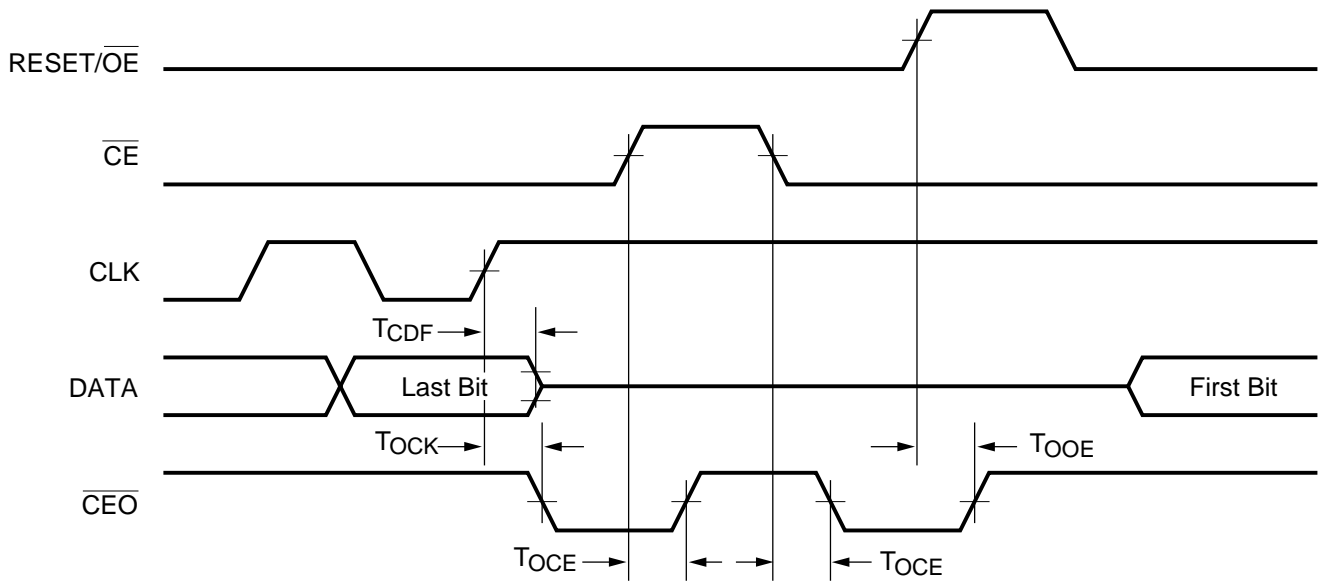 RESET/OE
CE
CLK
TCDF
DATA
Last Bit
First Bit
TOCK
TOOE
CEO
TOCE
TOCE